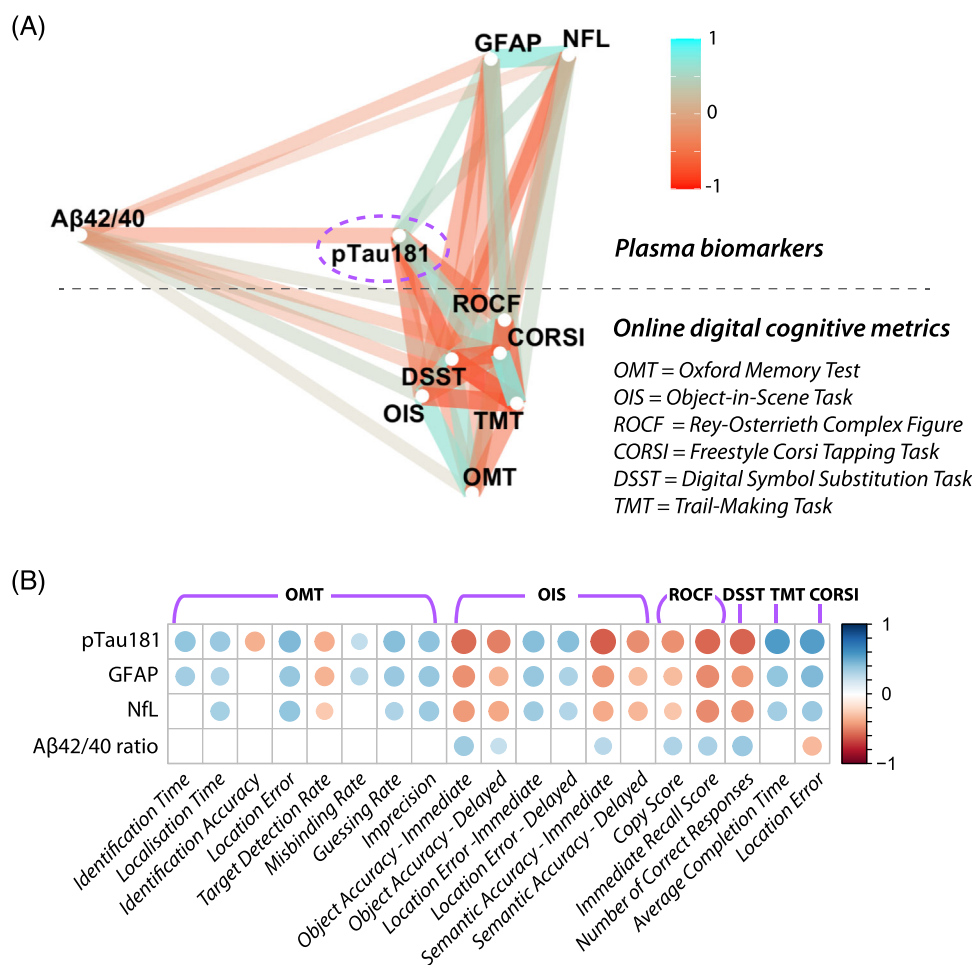 (A)
GFAP NFL
1
0
-1
Aβ42/40
pTau181
Plasma biomarkers
ROCF
CORSI
DSST
OIS
TMT
OMT
Online digital cognitive metrics
OMT = Oxford Memory Test
OIS = Object-in-Scene Task
ROCF = Rey-Osterrieth Complex Figure
CORSI = Freestyle Corsi Tapping Task
DSST = Digital Symbol Substitution Task
TMT = Trail-Making Task
(B)
OMT OIS ROCF DSST TMT CORSI
pTau181
GFAP
NfL
Aβ42/40 ratio
1
0
−1
Identification Time
Localisation Time
Identification Accuracy
Location Error
Target Detection Rate
Misbinding Rate
Guessing Rate
Imprecision
Object Accuracy - Immediate
Object Accuracy - Delayed
Location Error - Immediate
Location Error - Delayed
Semantic Accuracy - Immediate
Semantic Accuracy - Delayed
Copy Score
Immediate Recall Score
Number of Correct Responses
Average Completion Time
Location Error